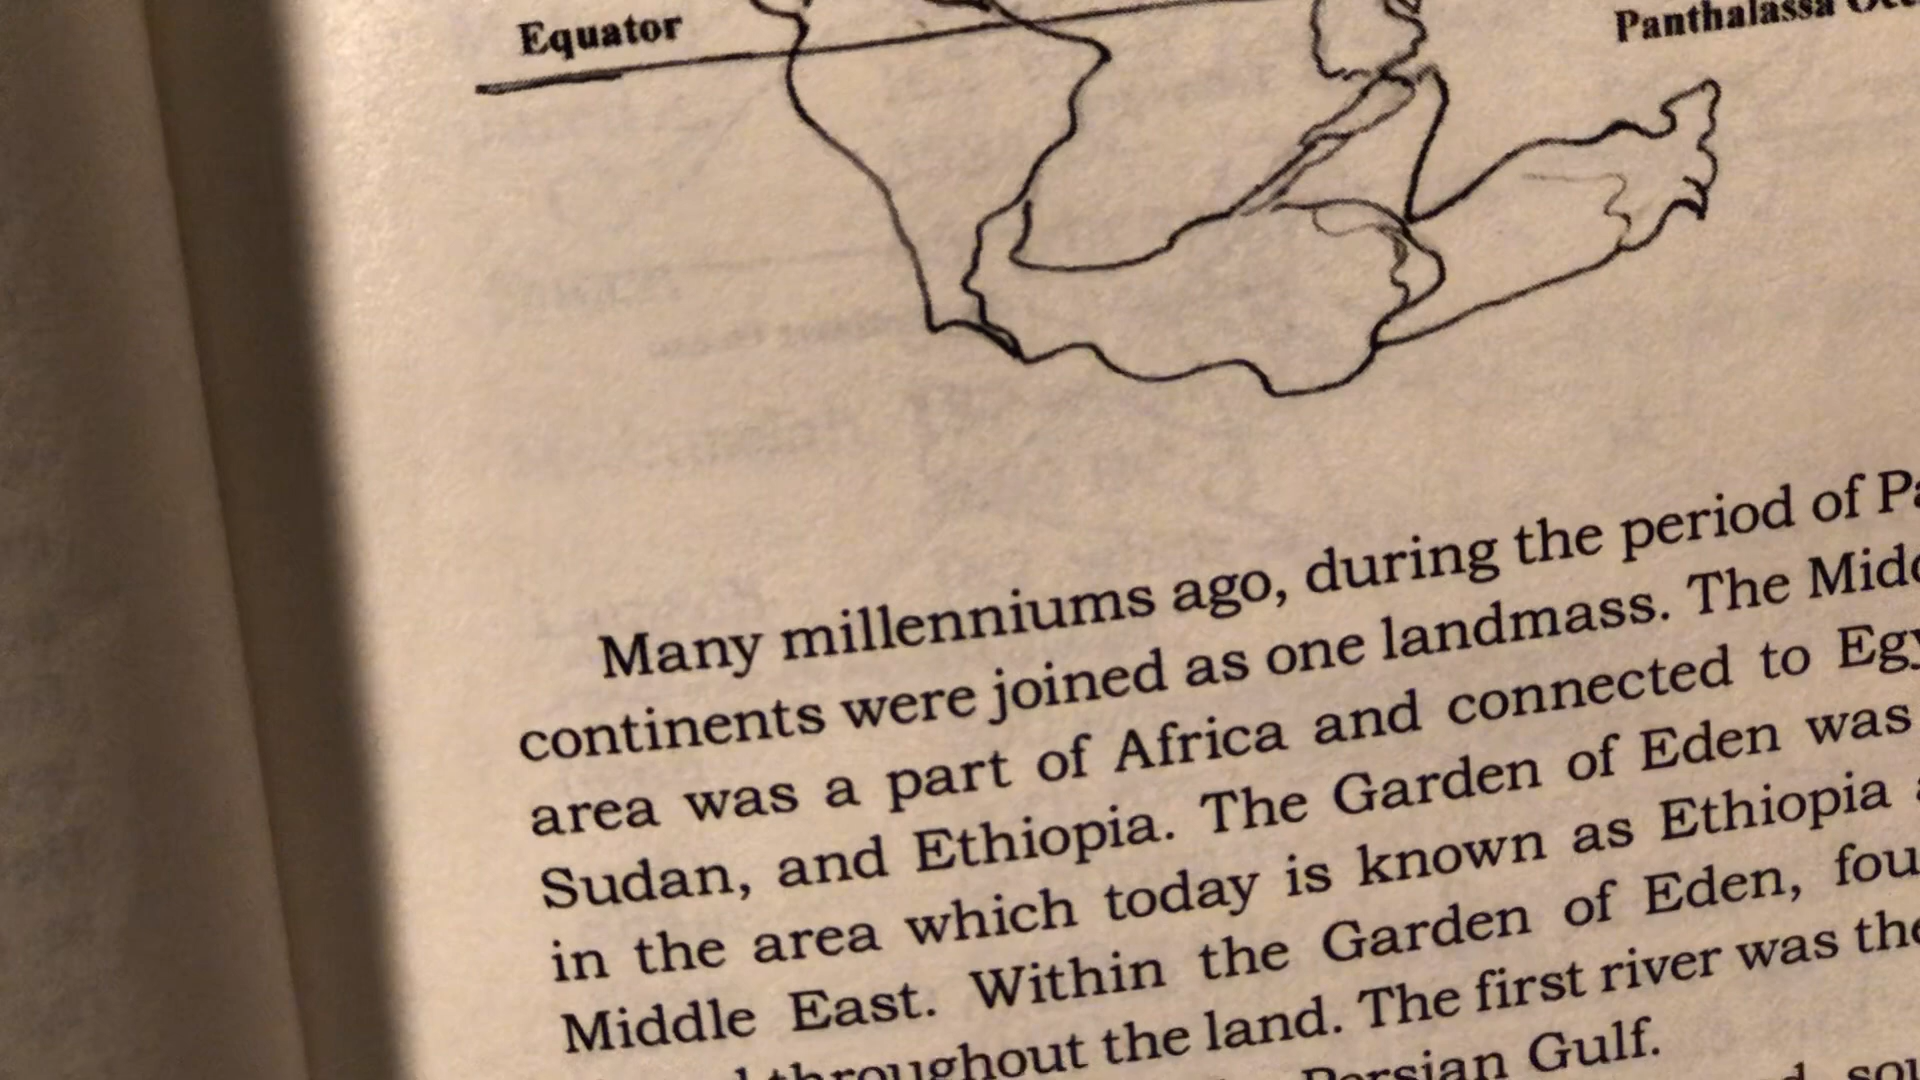 Equator
Panthalassa
Many millenniums ago, during the period of
continents were joined as one landmass. The
area was a part of Africa and connected to
Sudan, and Ethiopia. The Garden of Eden was
in the area which today is known as Ethiopia
Middle East. Within the Garden of Eden,
throughout the land. The first river was
Persian Gulf.